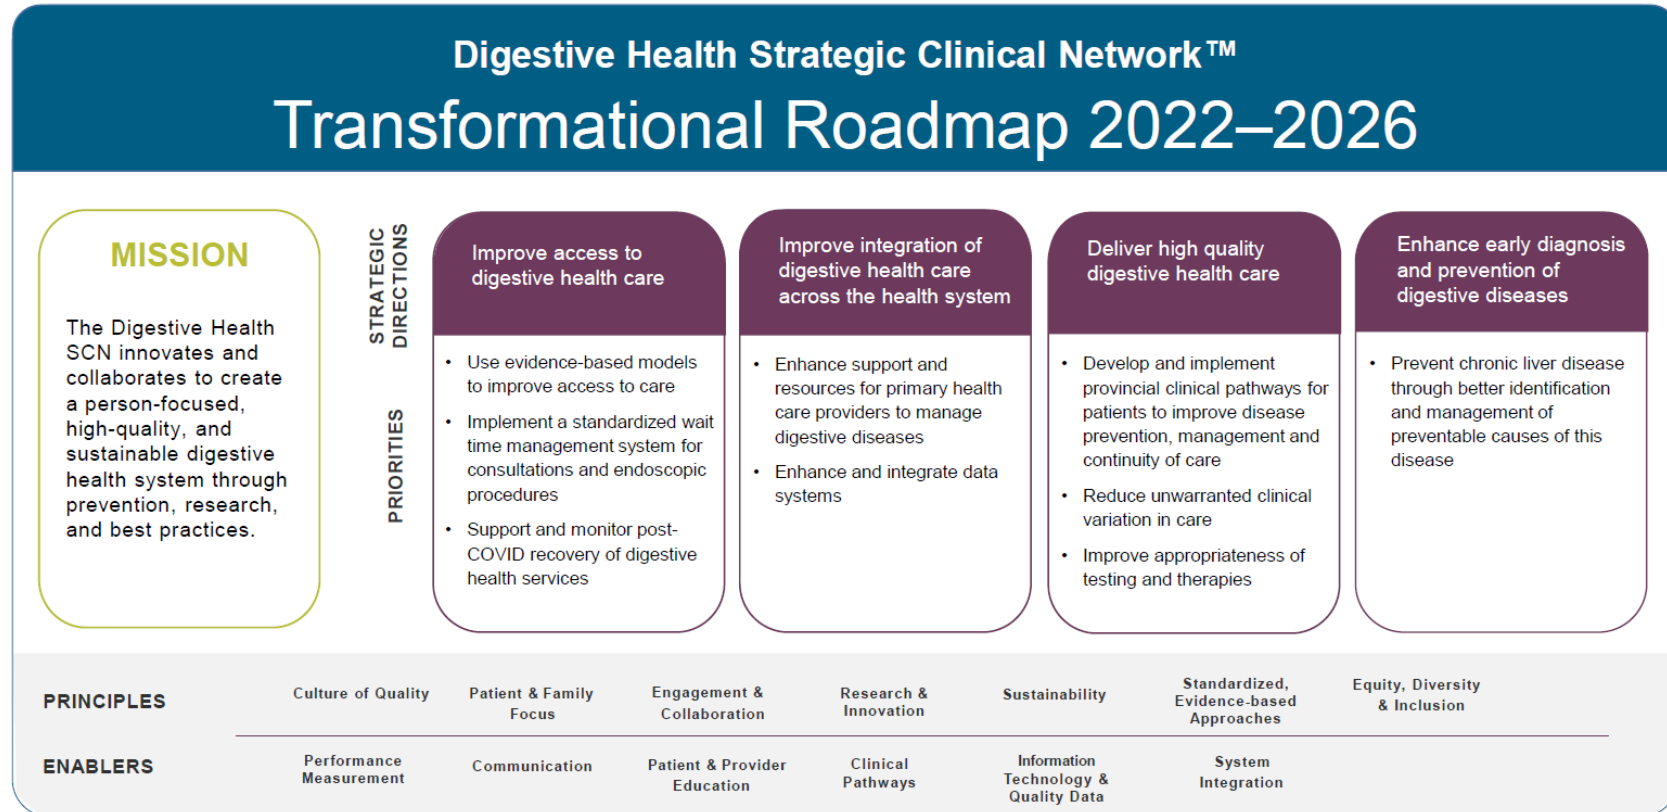 Digestive Health Strategic Clinical Network™
Transformational Roadmap 2022–2026
MISSION
The Digestive Health
SCN innovates and
collaborates to create
a person-focused,
high-quality, and
sustainable digestive
health system through
prevention, research,
and best practices.
STRATEGIC
DIRECTIONS
PRIORITIES
Improve access to
digestive health care
• Use evidence-based models
to improve access to care
• Implement a standardized wait
time management system for
consultations and endoscopic
procedures
• Support and monitor post-
COVID recovery of digestive
health services
Improve integration of
digestive health care
across the health system
• Enhance support and
resources for primary health
care providers to manage
digestive diseases
• Enhance and integrate data
systems
Deliver high quality
digestive health care
• Develop and implement
provincial clinical pathways for
patients to improve disease
prevention, management and
continuity of care
• Reduce unwarranted clinical
variation in care
• Improve appropriateness of
testing and therapies
Enhance early diagnosis
and prevention of
digestive diseases
• Prevent chronic liver disease
through better identification
and management of
preventable causes of this
disease
PRINCIPLES
Culture of Quality
Patient & Family
Focus
Engagement &
Collaboration
Research &
Innovation
Sustainability
Standardized,
Evidence-based
Approaches
Equity, Diversity
& Inclusion
ENABLERS
Performance
Measurement
Communication
Patient & Provider
Education
Clinical
Pathways
Information
Technology &
Quality Data
System
Integration